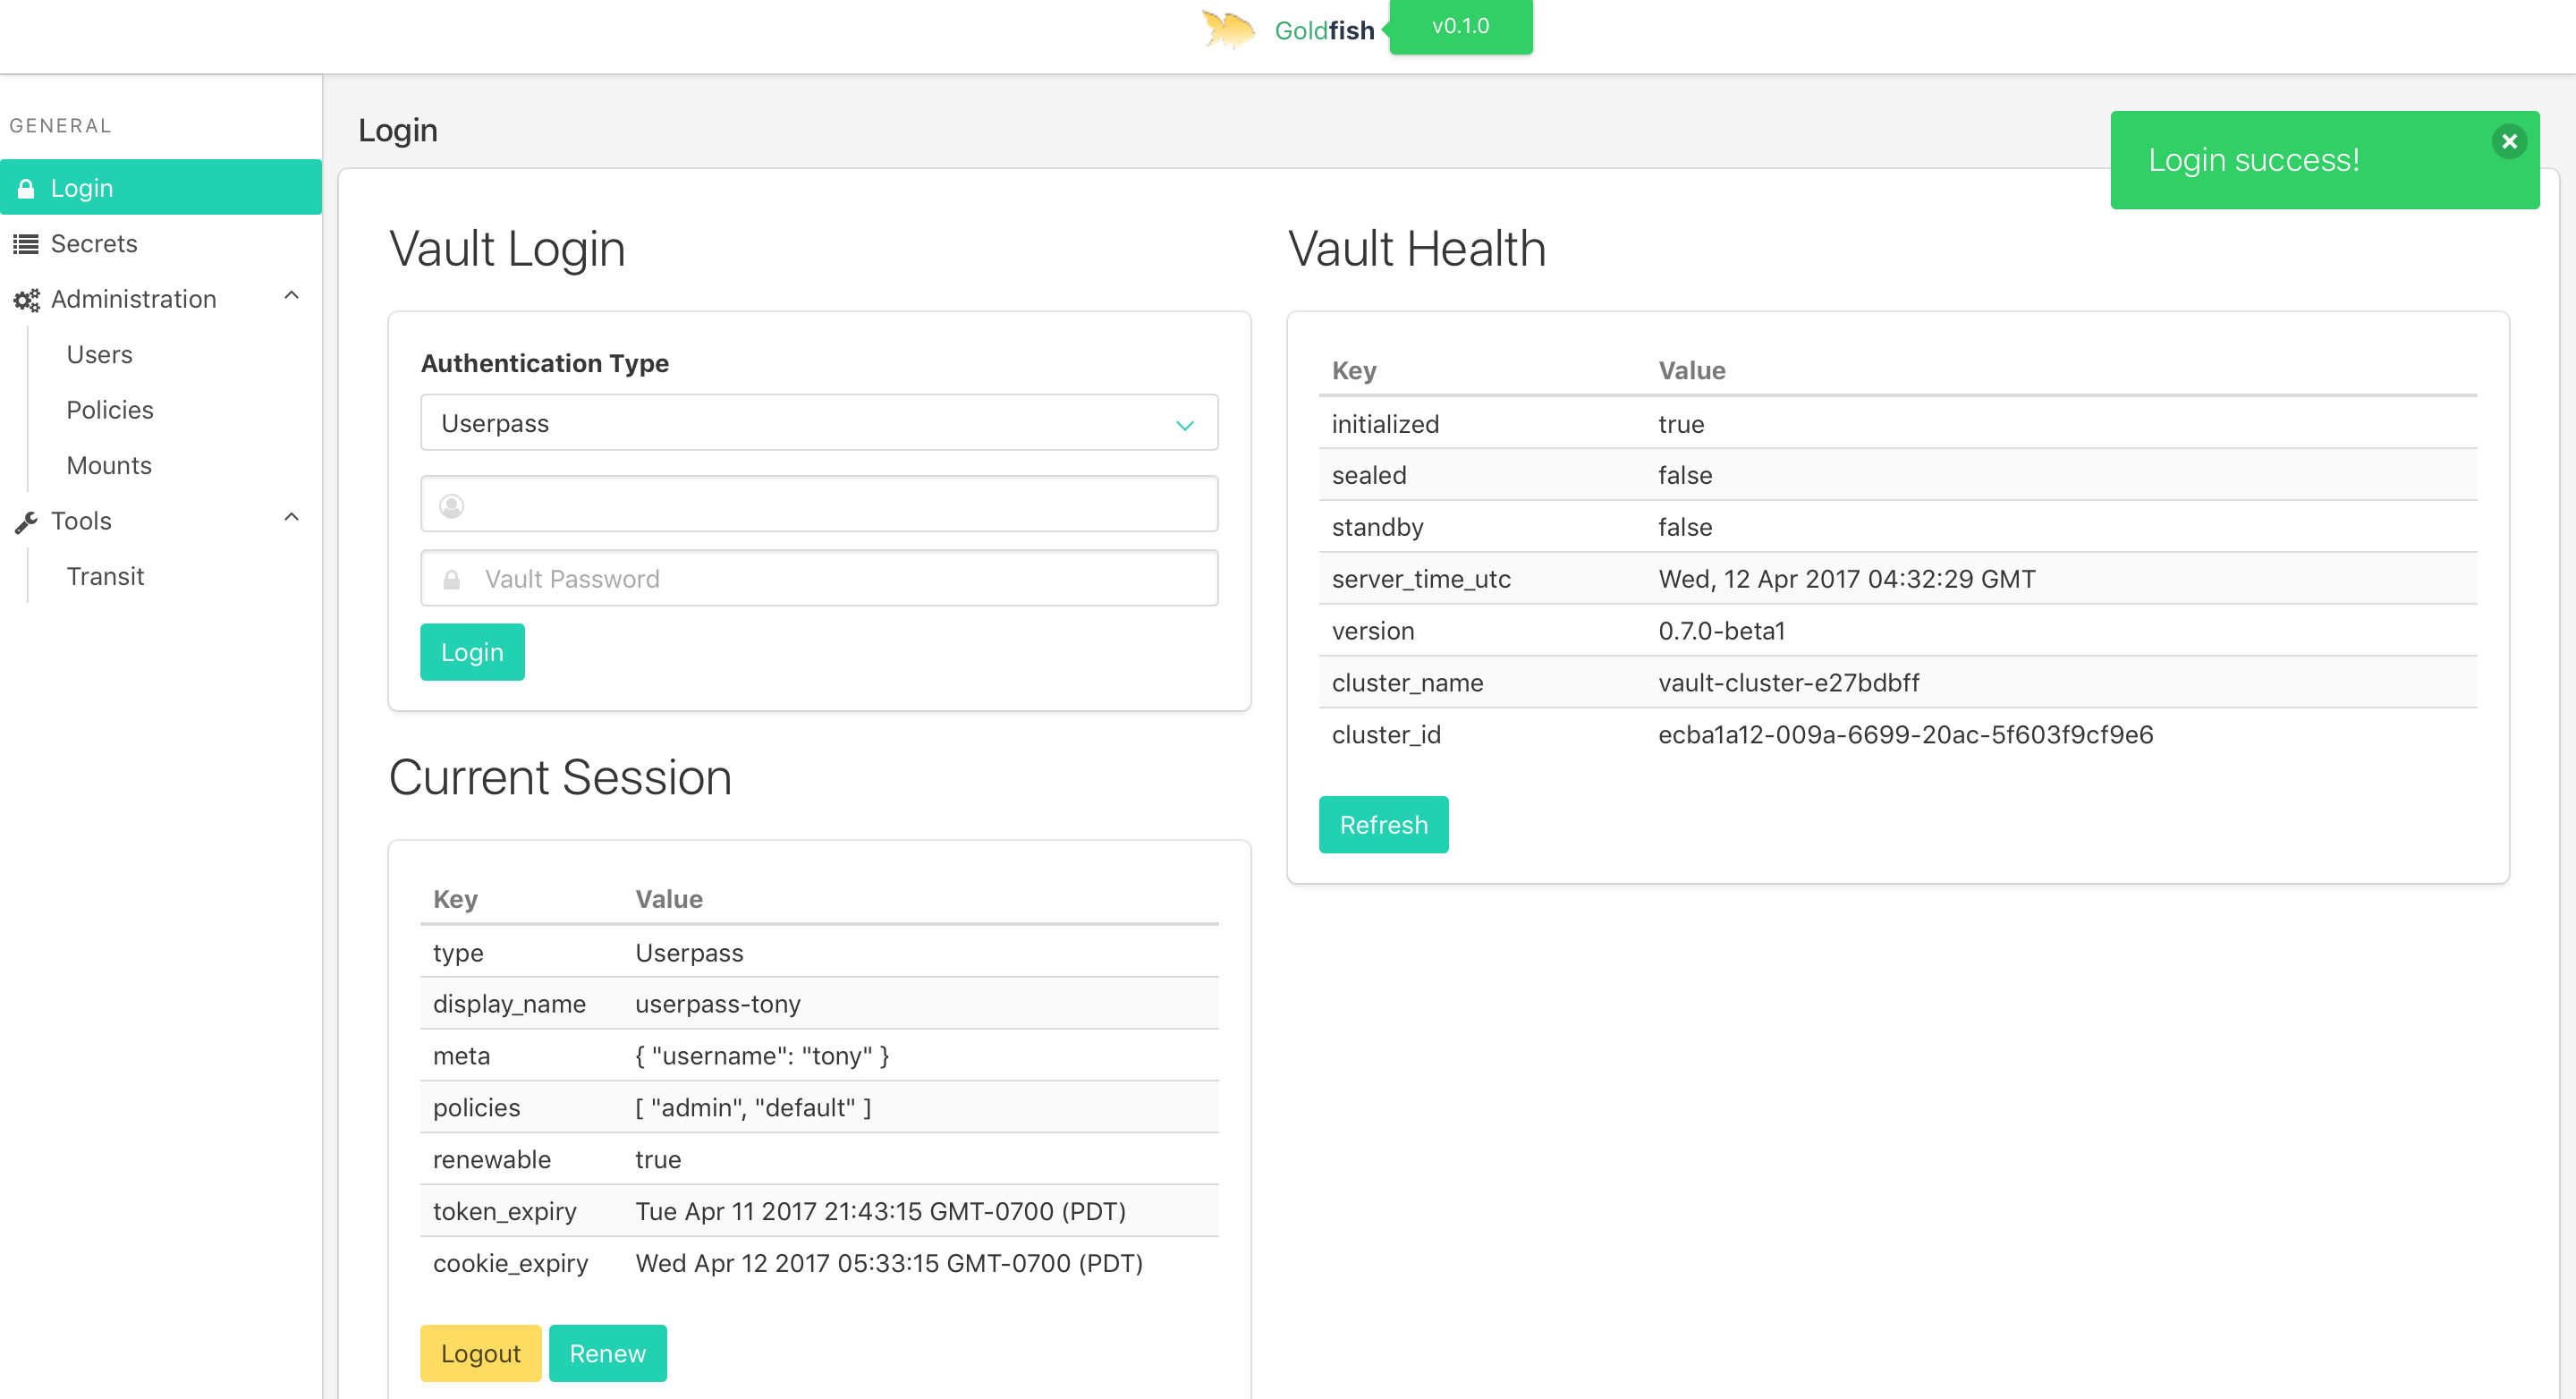 Goldfish
v0.1.0
GENERAL
Login
Secrets
Administration
Users
Policies
Mounts
Tools
Transit
Login
Login success!
Vault Login
Authentication Type
Userpass
Vault Password
Login
Current Session
Key Value
type Userpass
display_name userpass-tony
meta { "username": "tony" }
policies [ "admin", "default" ]
renewable true
token_expiry Tue Apr 11 2017 21:43:15 GMT-0700 (PDT)
cookie_expiry Wed Apr 12 2017 05:33:15 GMT-0700 (PDT)
Logout Renew
Vault Health
Key Value
initialized true
sealed false
standby false
server_time_utc Wed, 12 Apr 2017 04:32:29 GMT
version 0.7.0-beta1
cluster_name vault-cluster-e27bdbff
cluster_id ecba1a12-009a-6699-20ac-5f603f9cf9e6
Refresh